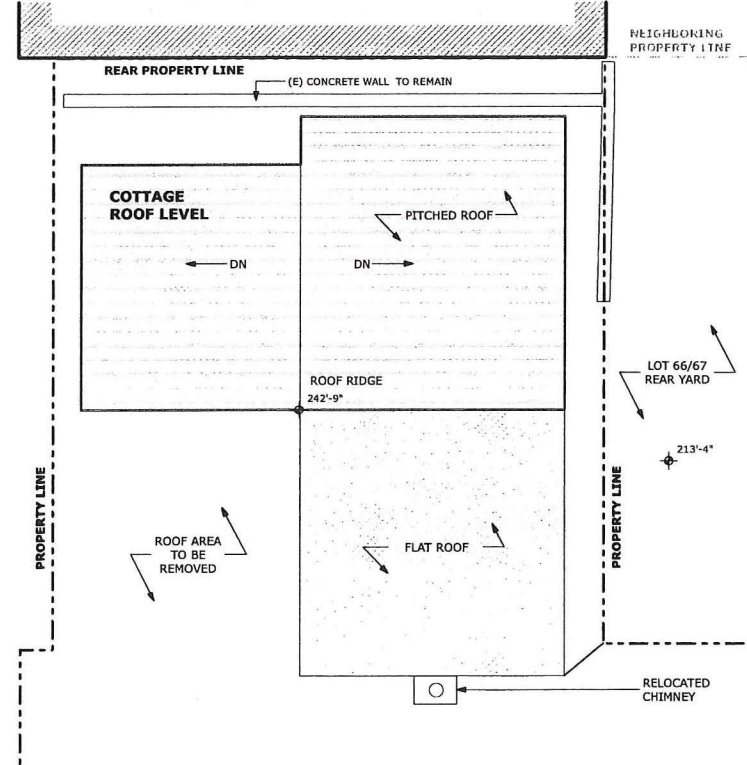 NEIGHBORING
PROPERTY LINE
REAR PROPERTY LINE
(E) CONCRETE WALL TO REMAIN
COTTAGE
ROOF LEVEL
PITCHED ROOF
DN
DN
ROOF RIDGE
242'-9"
LOT 66/67
REAR YARD
213'-4"
PROPERTY LINE
PROPERTY LINE
ROOF AREA
TO BE
REMOVED
FLAT ROOF
RELOCATED
CHIMNEY